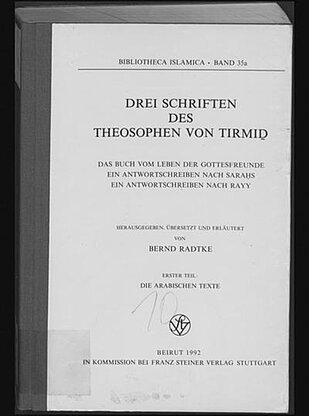 BIBLIOTHECA ISLAMICA · BAND 35a
DREI SCHRIFTEN
DES
THEOSOPHEN VON TIRMIḎ
DAS BUCH VOM LEBEN DER GOTTESFREUNDE
EIN ANTWORTSCHREIBEN NACH SARAḪS
EIN ANTWORTSCHREIBEN NACH RAYY
HERAUSGEGEBEN, ÜBERSETZT UND ERLÄUTERT
VON
BERND RADTKE
ERSTER TEIL:
DIE ARABISCHEN TEXTE
BEIRUT 1992
IN KOMMISSION BEI FRANZ STEINER VERLAG STUTTGART